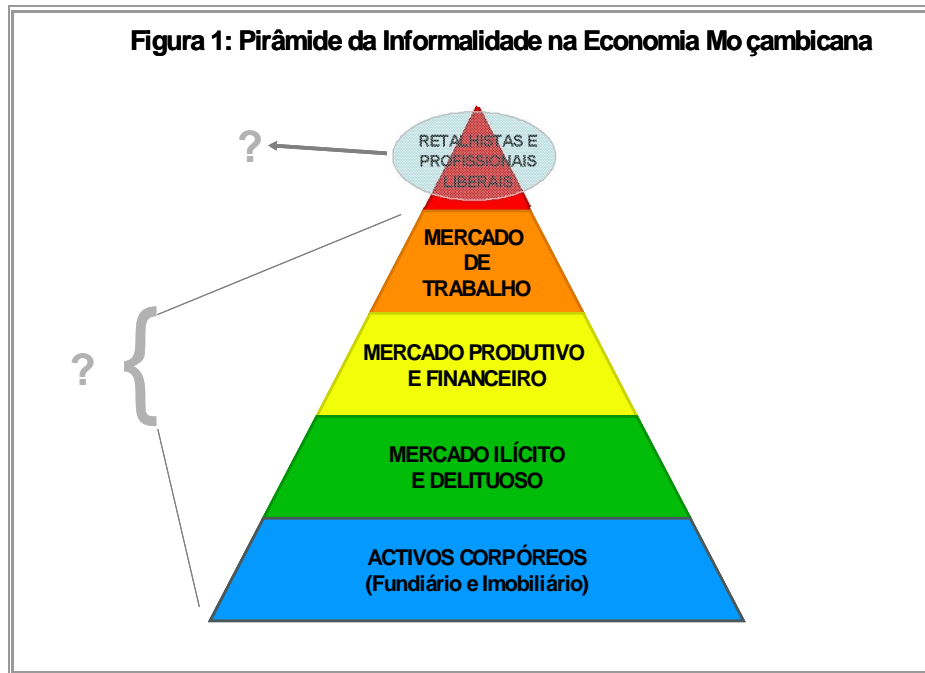 Figura 1: Pirâmide da Informalidade na Economia Mo çambicana
?
RETALHISTAS E
PROFISSIONAIS
LIBERAIS
MERCADO
DE
TRABALHO
?
{
MERCADO PRODUTIVO
E FINANCEIRO
MERCADO ILÍCITO
E DELITUOSO
ACTIVOS CORPÓREOS
(Fundiário e Imobiliário)